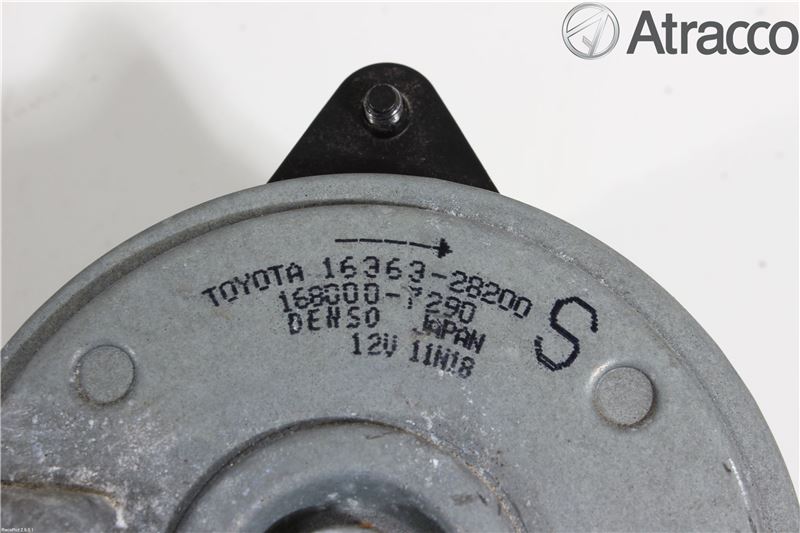 Atracco
TOYOTA 16363-28200
168000-7290
DENSO JAPAN
12V 11N18
S